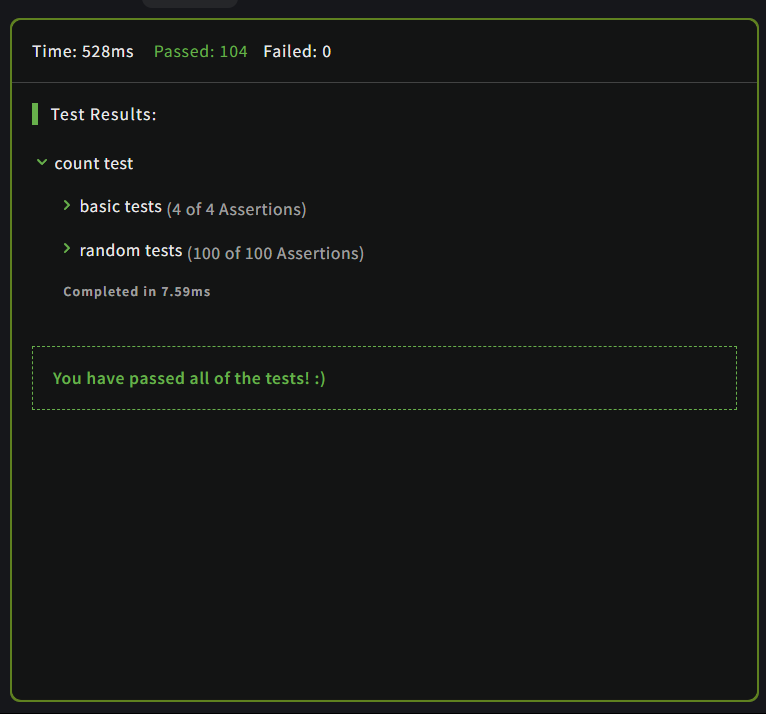 Time: 528ms Passed: 104 Failed: 0
Test Results:
count test
basic tests (4 of 4 Assertions)
random tests (100 of 100 Assertions)
Completed in 7.59ms
You have passed all of the tests! :)